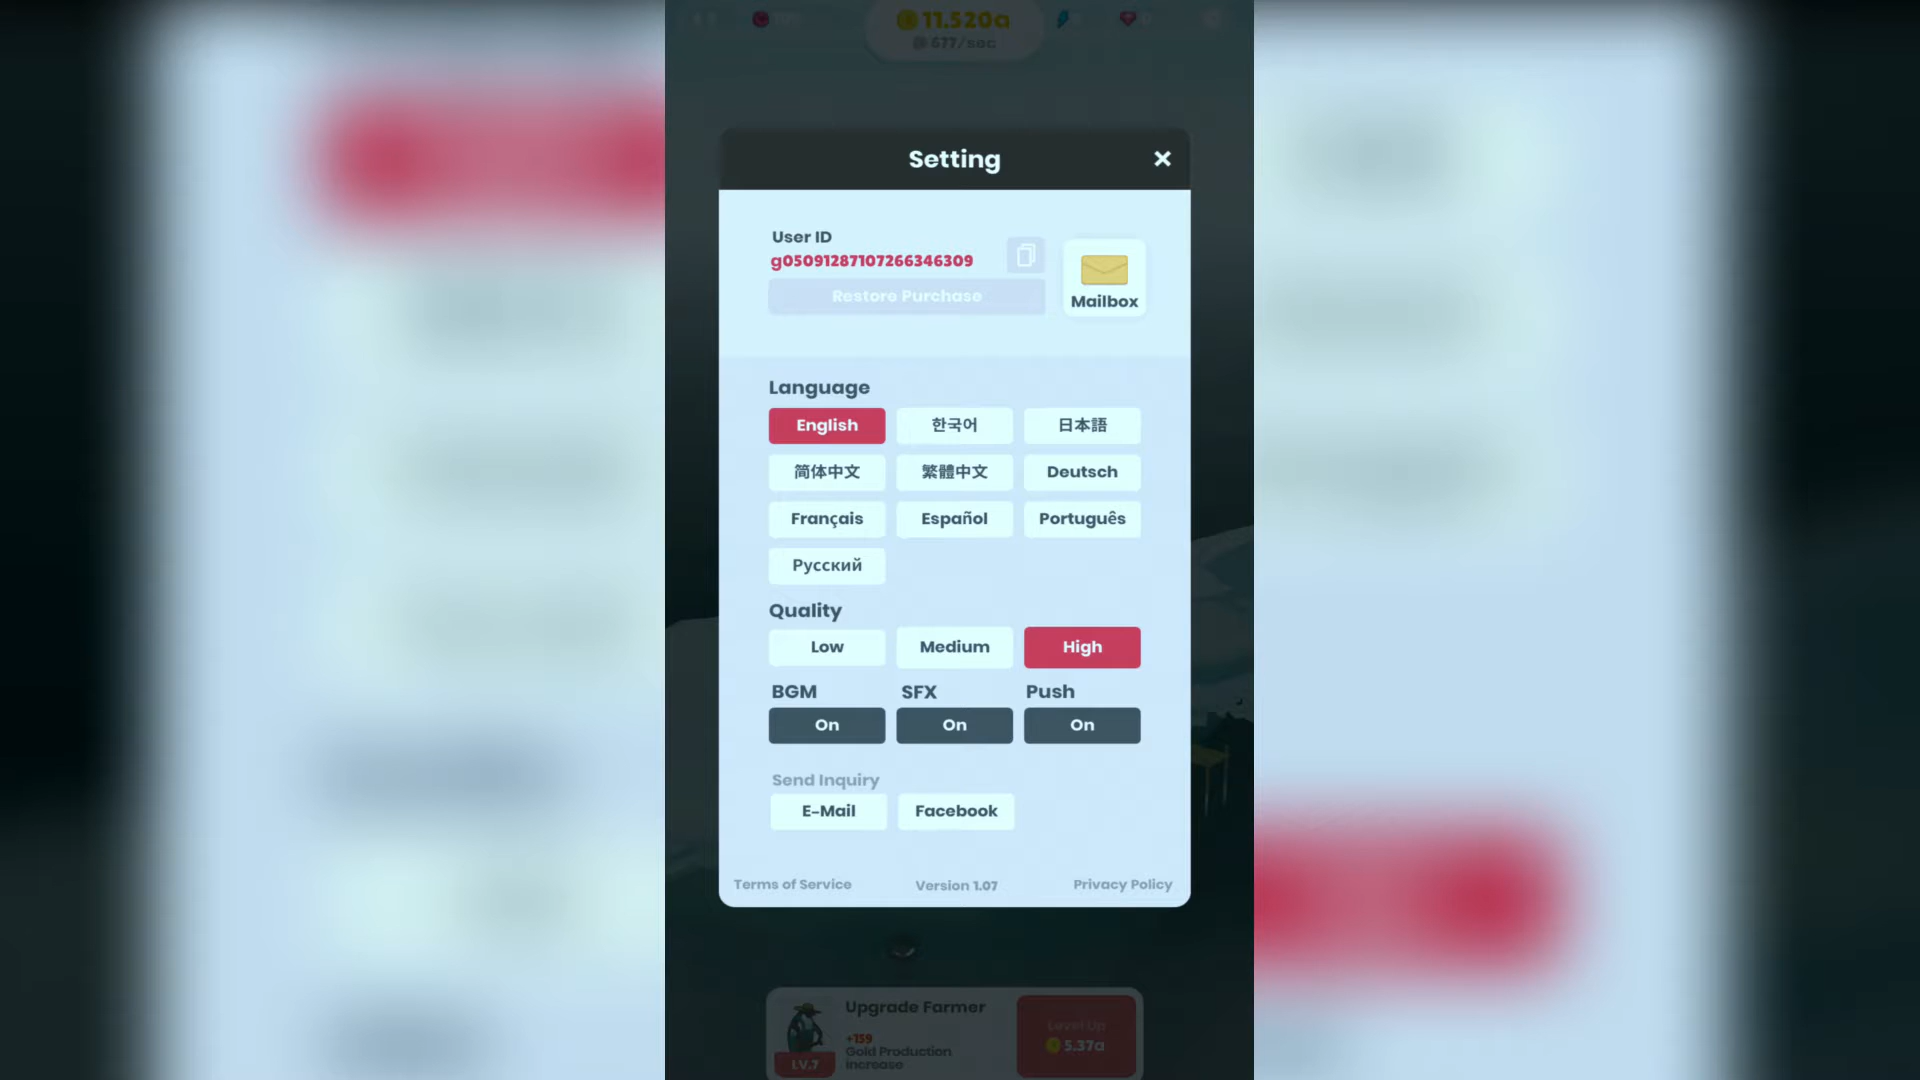 11.520a
677/sec
Setting
User ID
g05091287107266346309
Restore Purchase
Mailbox
Language
English
한국어
日本語
简体中文
繁體中文
Deutsch
Français
Español
Português
Русский
Quality
Low
Medium
High
BGM
SFX
Push
On
On
On
Send Inquiry
E-Mail
Facebook
Terms of Service
Version 1.07
Privacy Policy
Upgrade Farmer
+159
Gold Production
Increase
LV.7
Level Up
5.37a